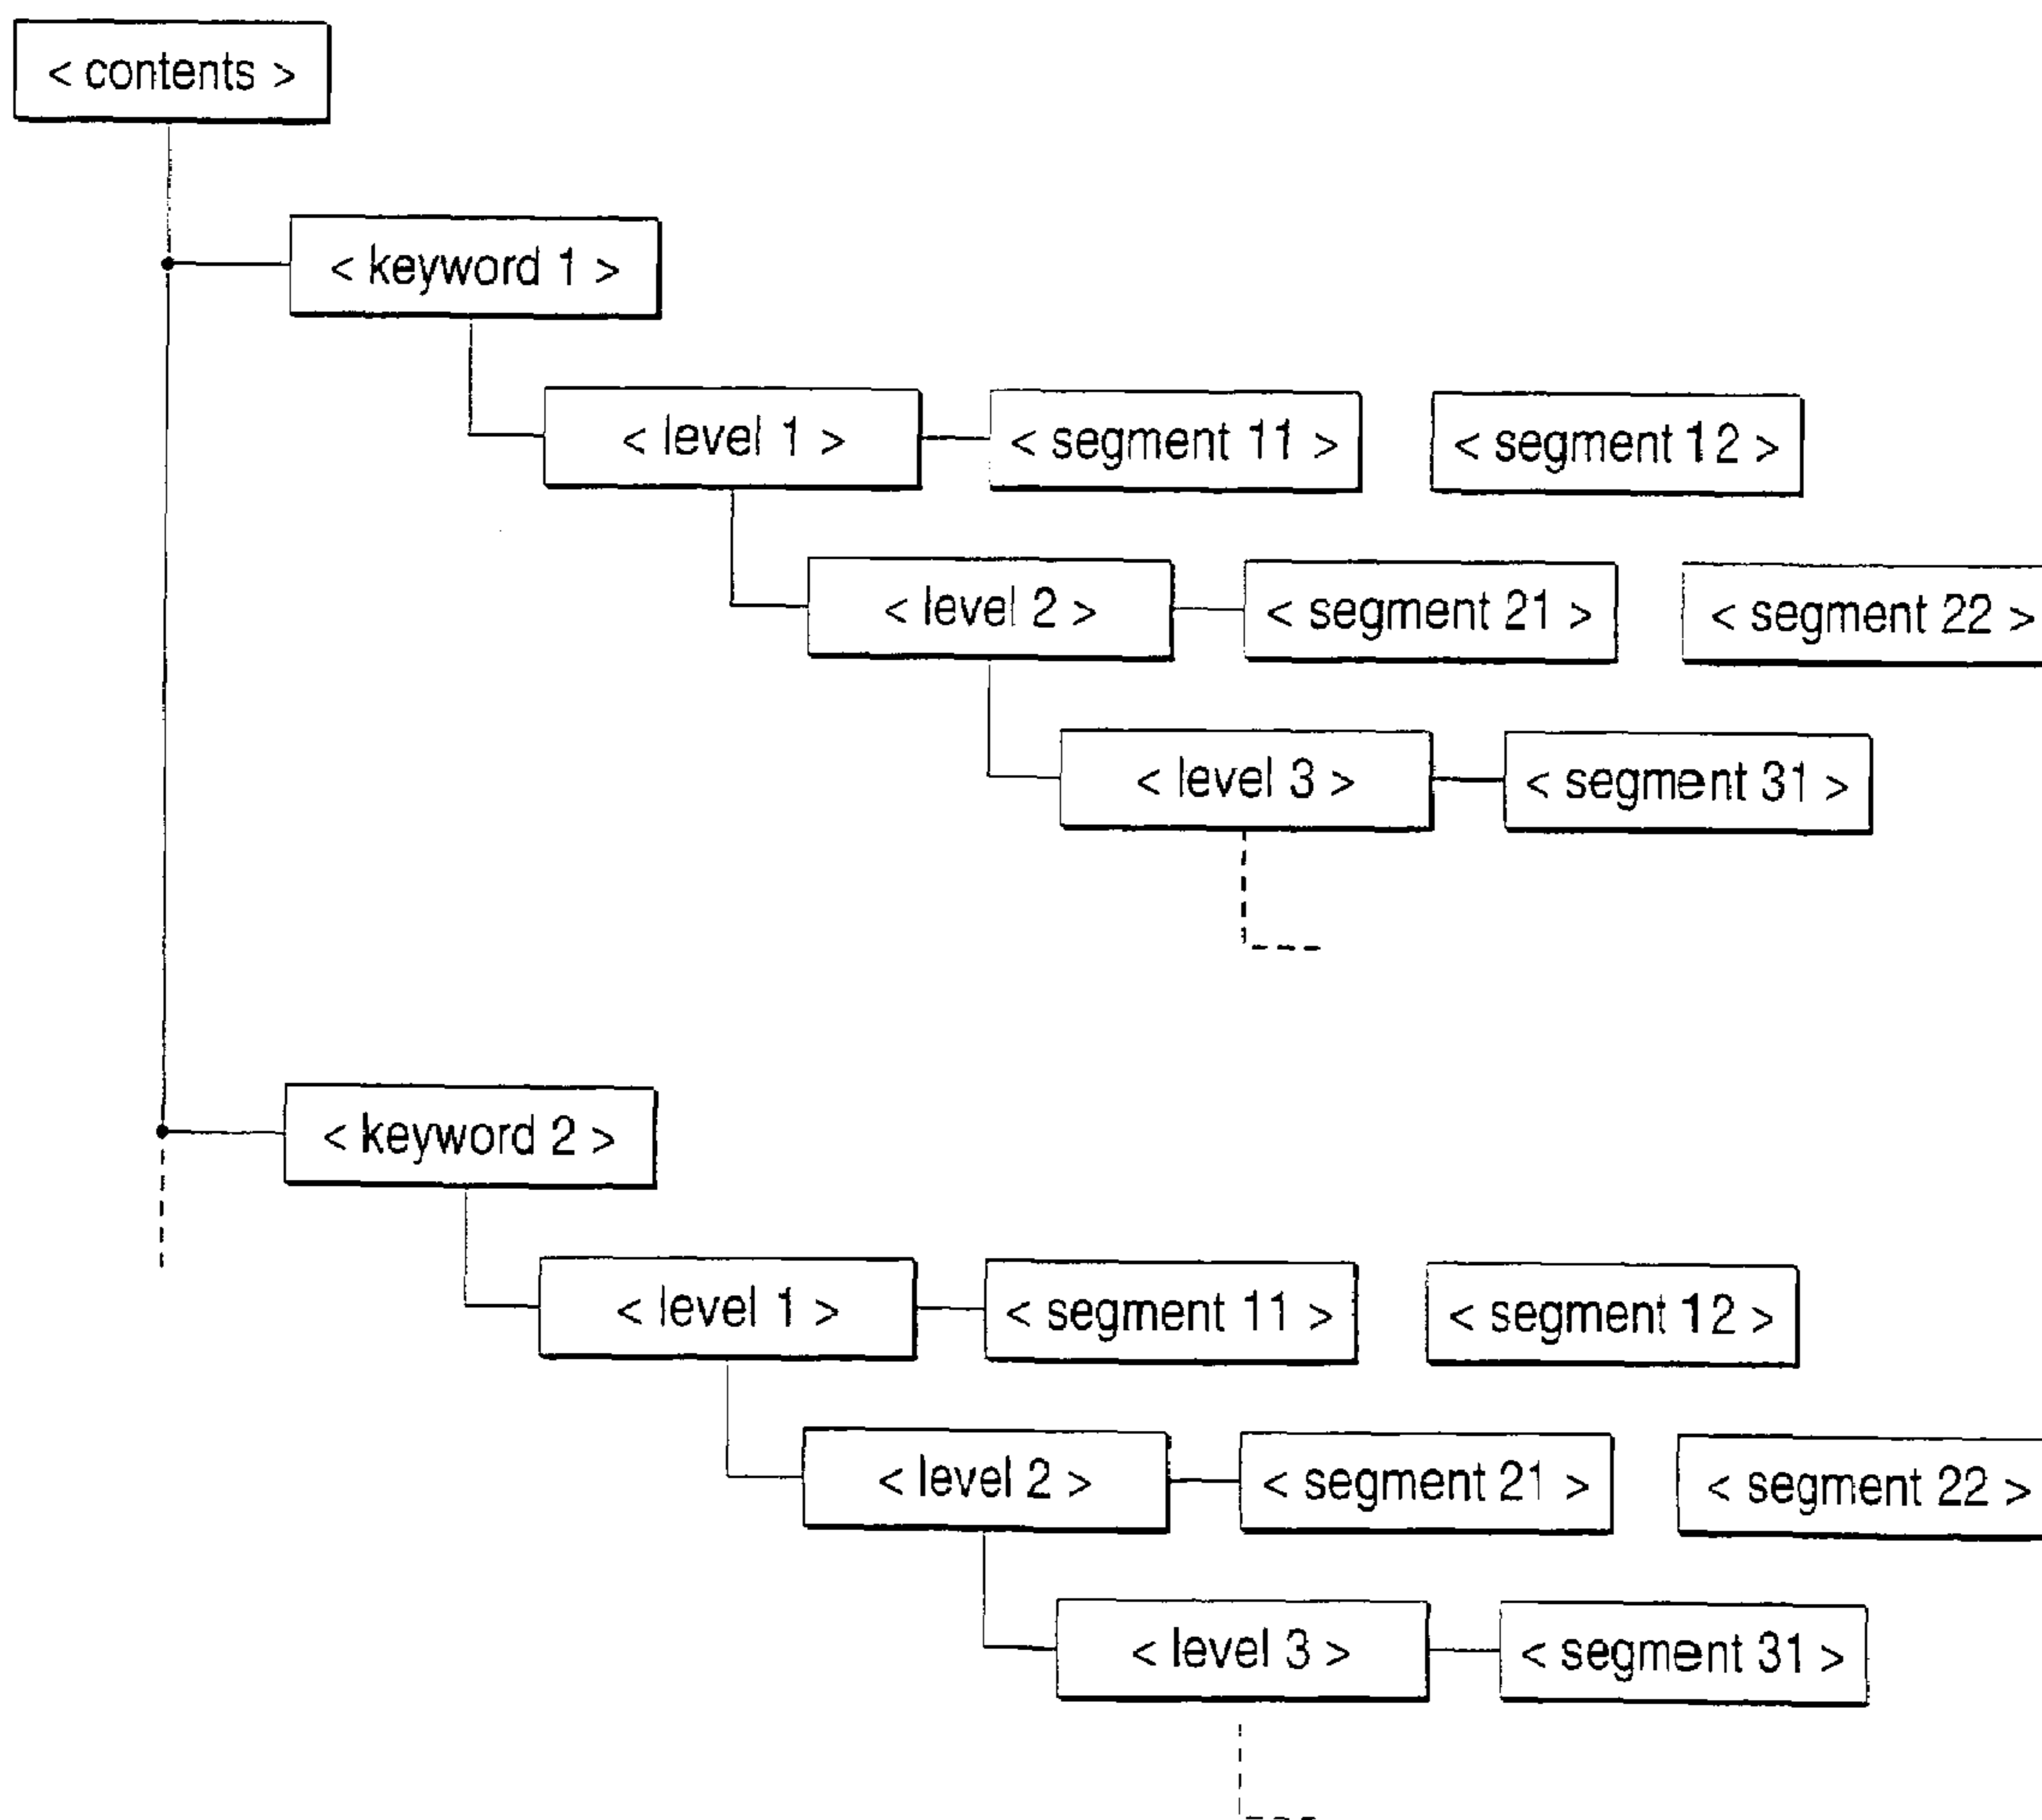 < contents >
< keyword 1 >
< level 1 > < segment 11 > < segment 12 >
< level 2 > < segment 21 > < segment 22 >
< level 3 > < segment 31 >
< keyword 2 >
< level 1 > < segment 11 > < segment 12 >
< level 2 > < segment 21 > < segment 22 >
< level 3 > < segment 31 >